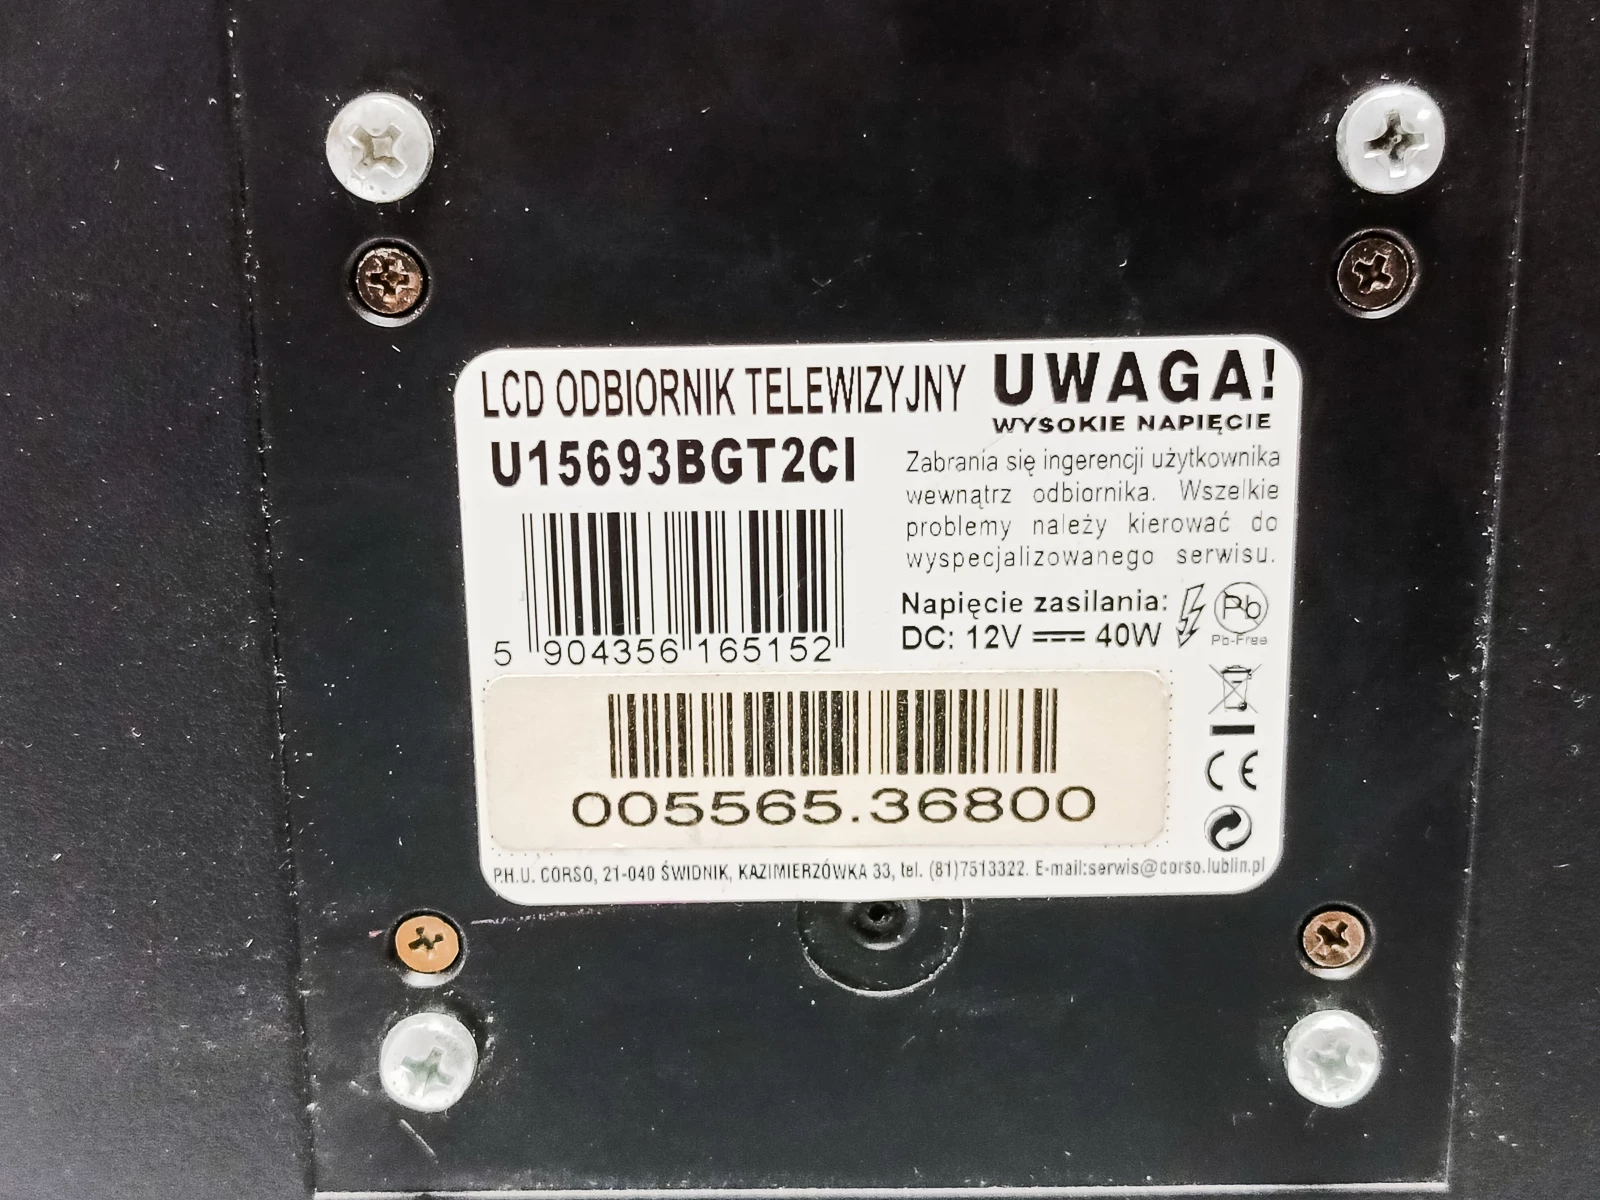 LCD ODBIORNIK TELEWIZYJNY
U15693BGT2CI
5 904356 165152
UWAGA!
WYSOKIE NAPIĘCIE
Zabrania się ingerencji użytkownika
wewnątrz odbiornika. Wszelkie
problemy należy kierować do
wyspecjalizowanego serwisu.
Napięcie zasilania:
DC: 12V ⎓ 40W
Pb
Pb-Free
CE
005565.36800
P.H.U. CORSO, 21-040 ŚWIDNIK, KAZIMIERZÓWKA 33, tel. (81)7513322. E-mail:serwis@corso.lublin.pl